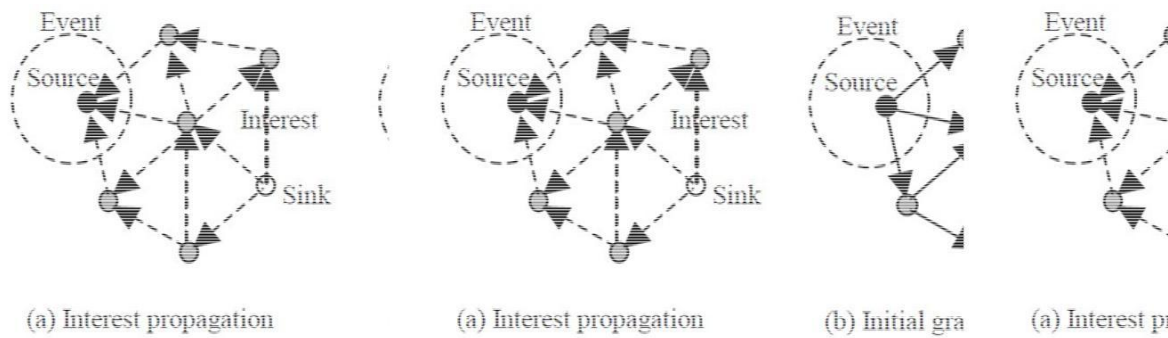 Event
Source
Interest
Sink
(a) Interest propagation
Event
Source
Interest
Sink
(a) Interest propagation
Event
Source
(b) Initial gra
Event
Source
(a) Interest pr